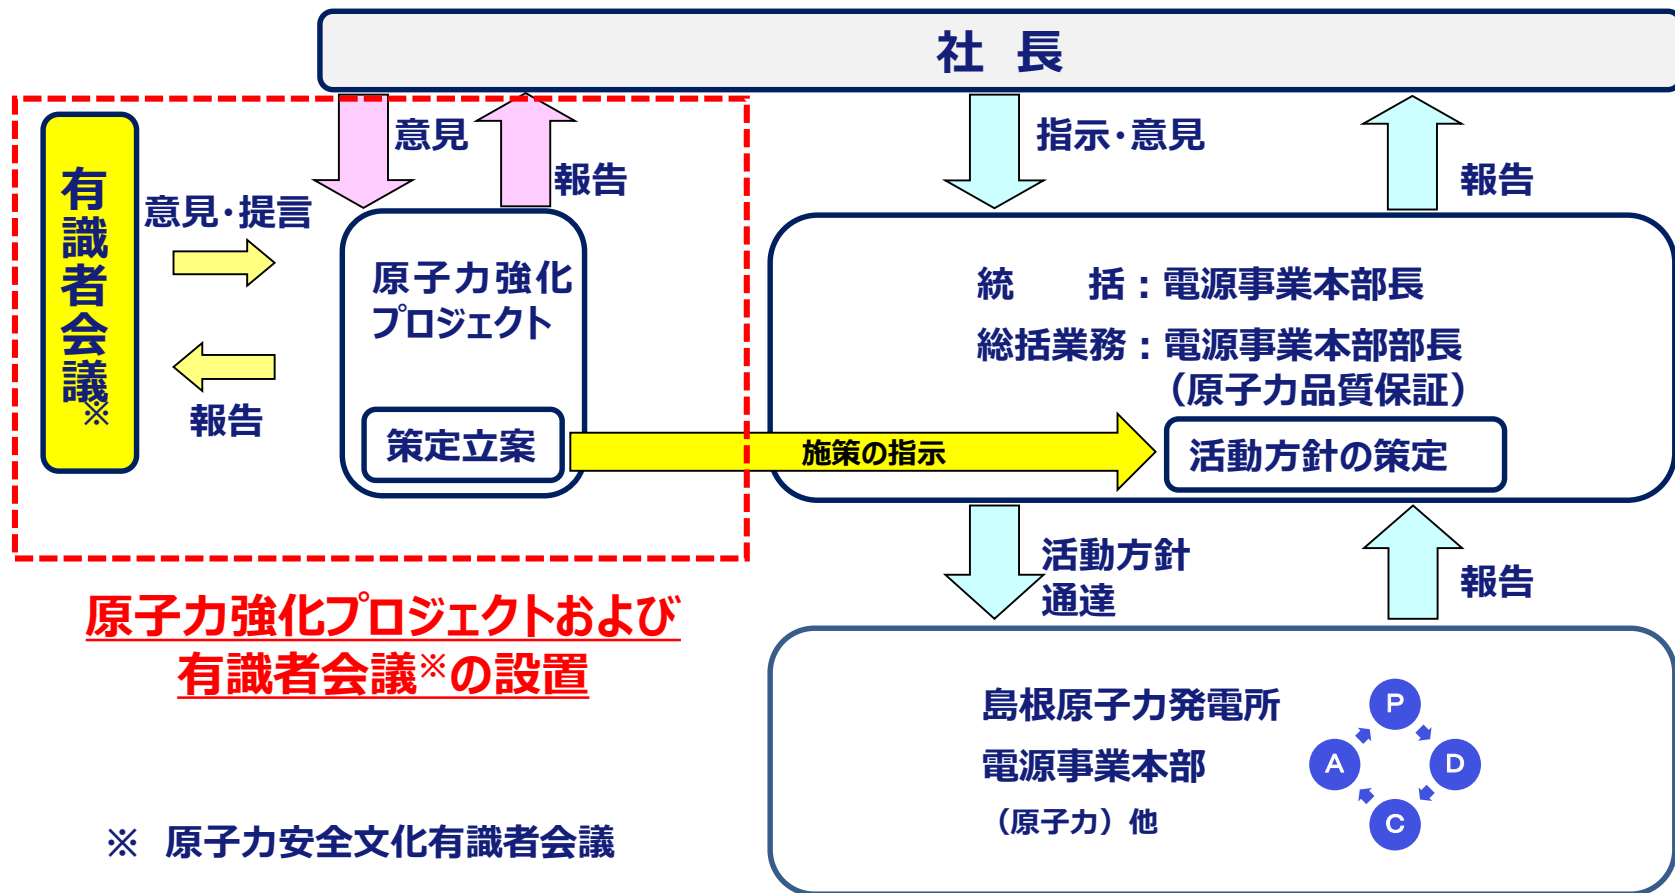 社 長
意見
報告
指示・意見
報告
有識者会議※
意見・提言
報告
原子力強化
プロジェクト
策定立案
施策の指示
統 括:電源事業本部長
総括業務:電源事業本部部長
(原子力品質保証)
活動方針の策定
活動方針
通達
報告
原子力強化プロジェクトおよび
有識者会議※の設置
島根原子力発電所
電源事業本部
(原子力)他
P
D
C
A
※ 原子力安全文化有識者会議